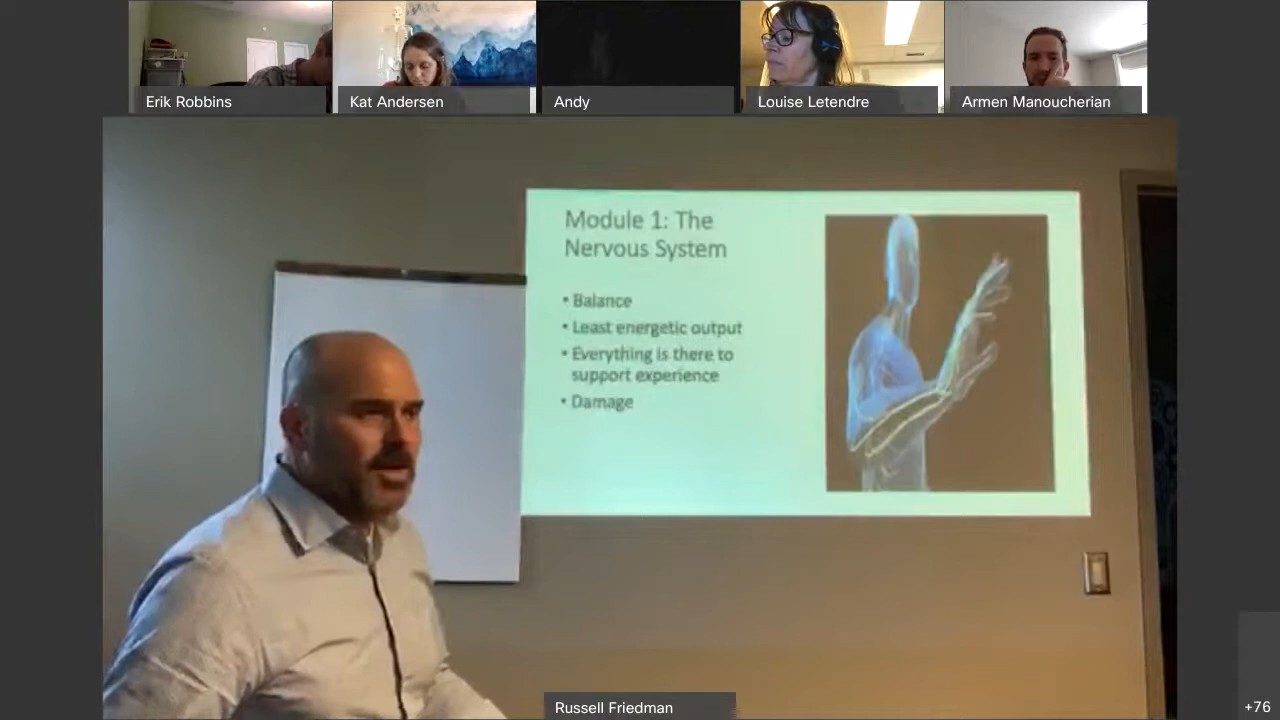 Erik Robbins
Kat Andersen
Andy
Louise Letendre
Armen Manoucherian
Module 1: The
Nervous System
• Balance
• Least energetic output
• Everything is there to
support experience
• Damage
Russell Friedman
+76